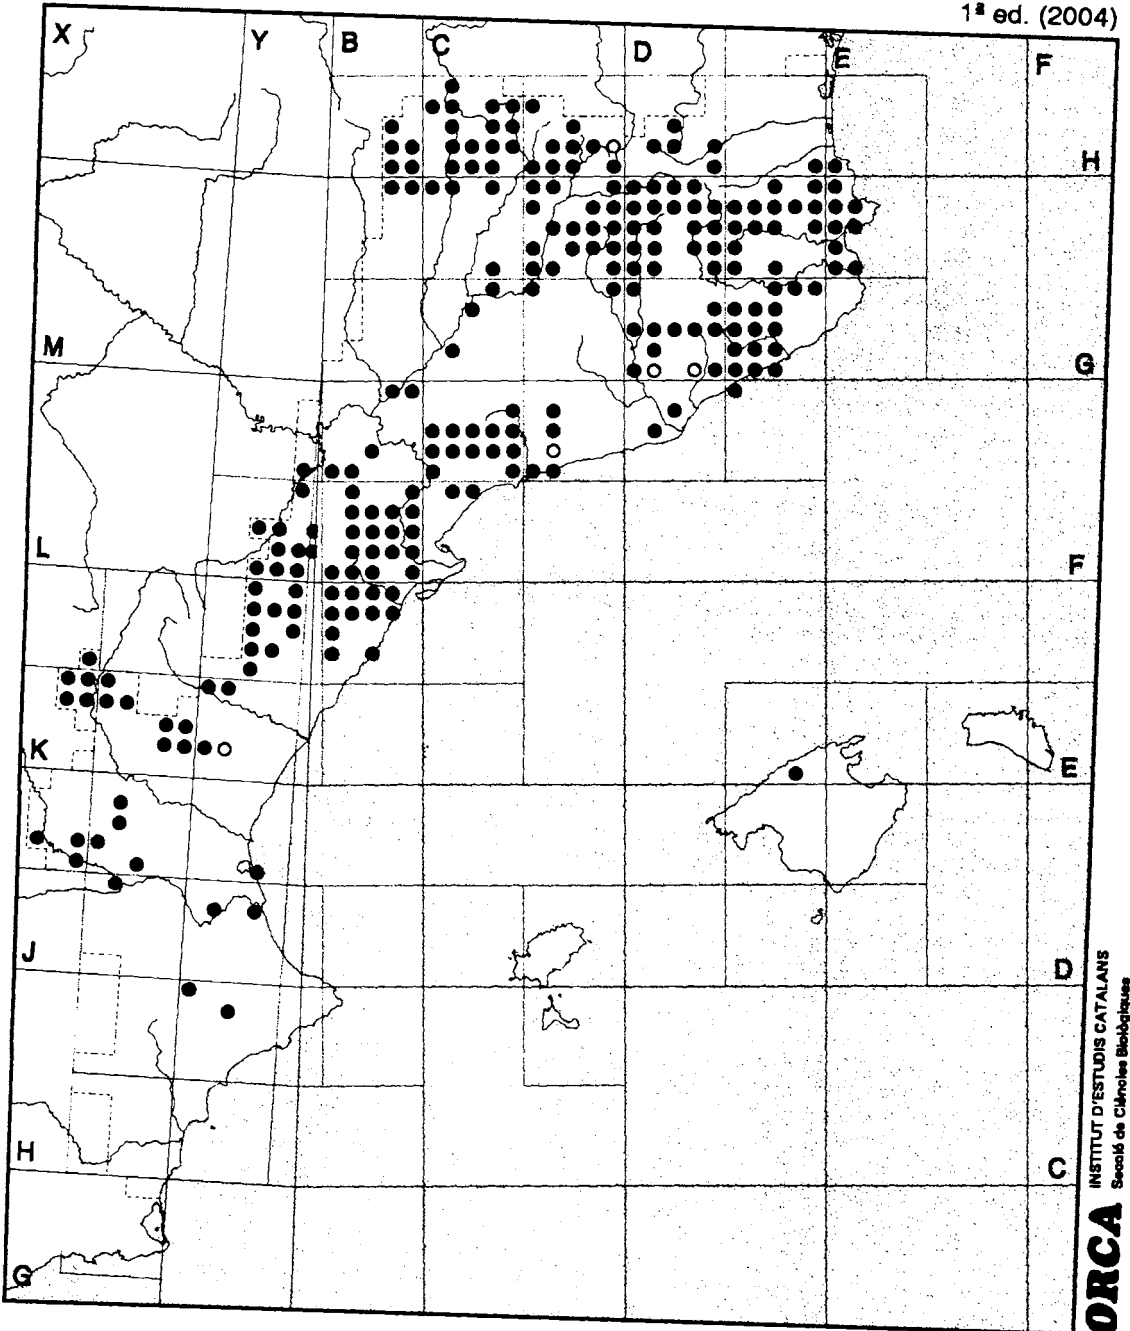 1ª ed. (2004)
X Y B C D E F
H
M G
L F
K E
J D
H C
G
INSTITUT D'ESTUDIS CATALANS
Secció de Ciències Biològiques
ORCA